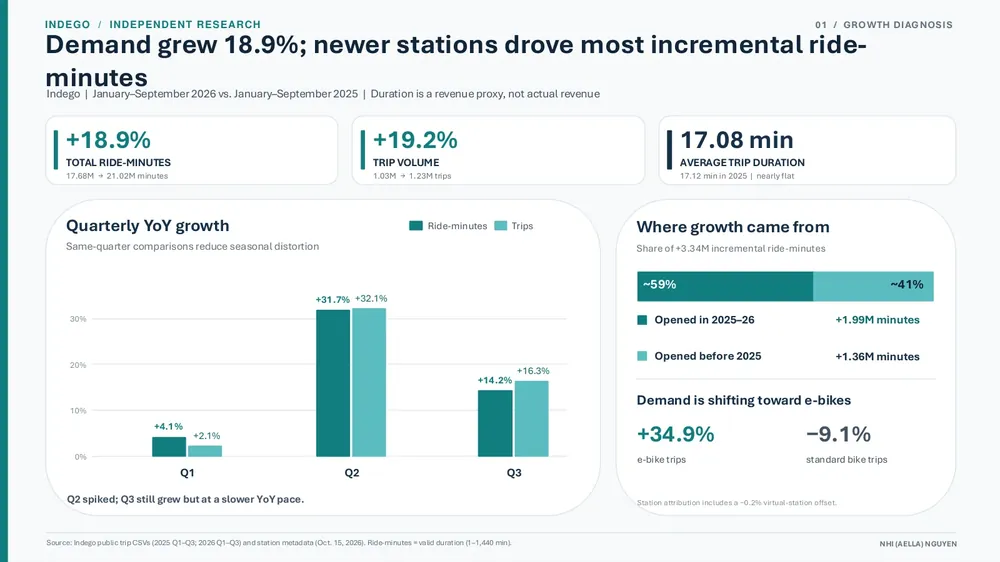 INDEGO / INDEPENDENT RESEARCH
01 / GROWTH DIAGNOSIS
Demand grew 18.9%; newer stations drove most incremental ride-
minutes
Indego | January–September 2026 vs. January–September 2025 | Duration is a revenue proxy, not actual revenue
+18.9%
TOTAL RIDE-MINUTES
17.68M → 21.02M minutes
+19.2%
TRIP VOLUME
1.03M → 1.23M trips
17.08 min
AVERAGE TRIP DURATION
17.12 min in 2025 | nearly flat
Quarterly YoY growth
Ride-minutes
Trips
Same-quarter comparisons reduce seasonal distortion
30%
20%
10%
0%
+4.1%
+2.1%
+31.7%
+32.1%
+14.2%
+16.3%
Q1
Q2
Q3
Q2 spiked; Q3 still grew but at a slower YoY pace.
Where growth came from
Share of +3.34M incremental ride-minutes
~59%
~41%
Opened in 2025–26
+1.99M minutes
Opened before 2025
+1.36M minutes
Demand is shifting toward e-bikes
+34.9%
−9.1%
e-bike trips
standard bike trips
Station attribution includes a ~0.2% virtual-station offset.
Source: Indego public trip CSVs (2025 Q1–Q3; 2026 Q1–Q3) and station metadata (Oct. 15, 2026). Ride-minutes = valid duration (1–1,440 min).
NHI (AELLA) NGUYEN